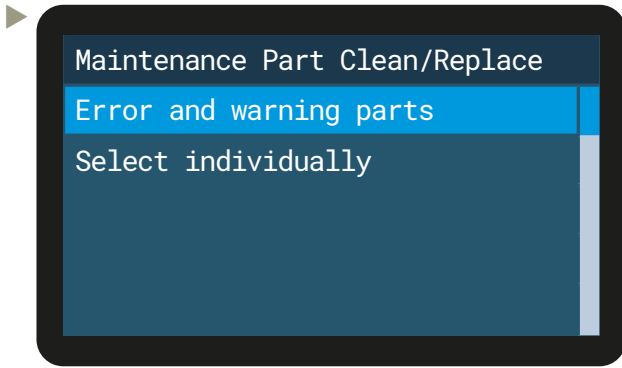 Maintenance Part Clean/Replace
Error and warning parts
Select individually